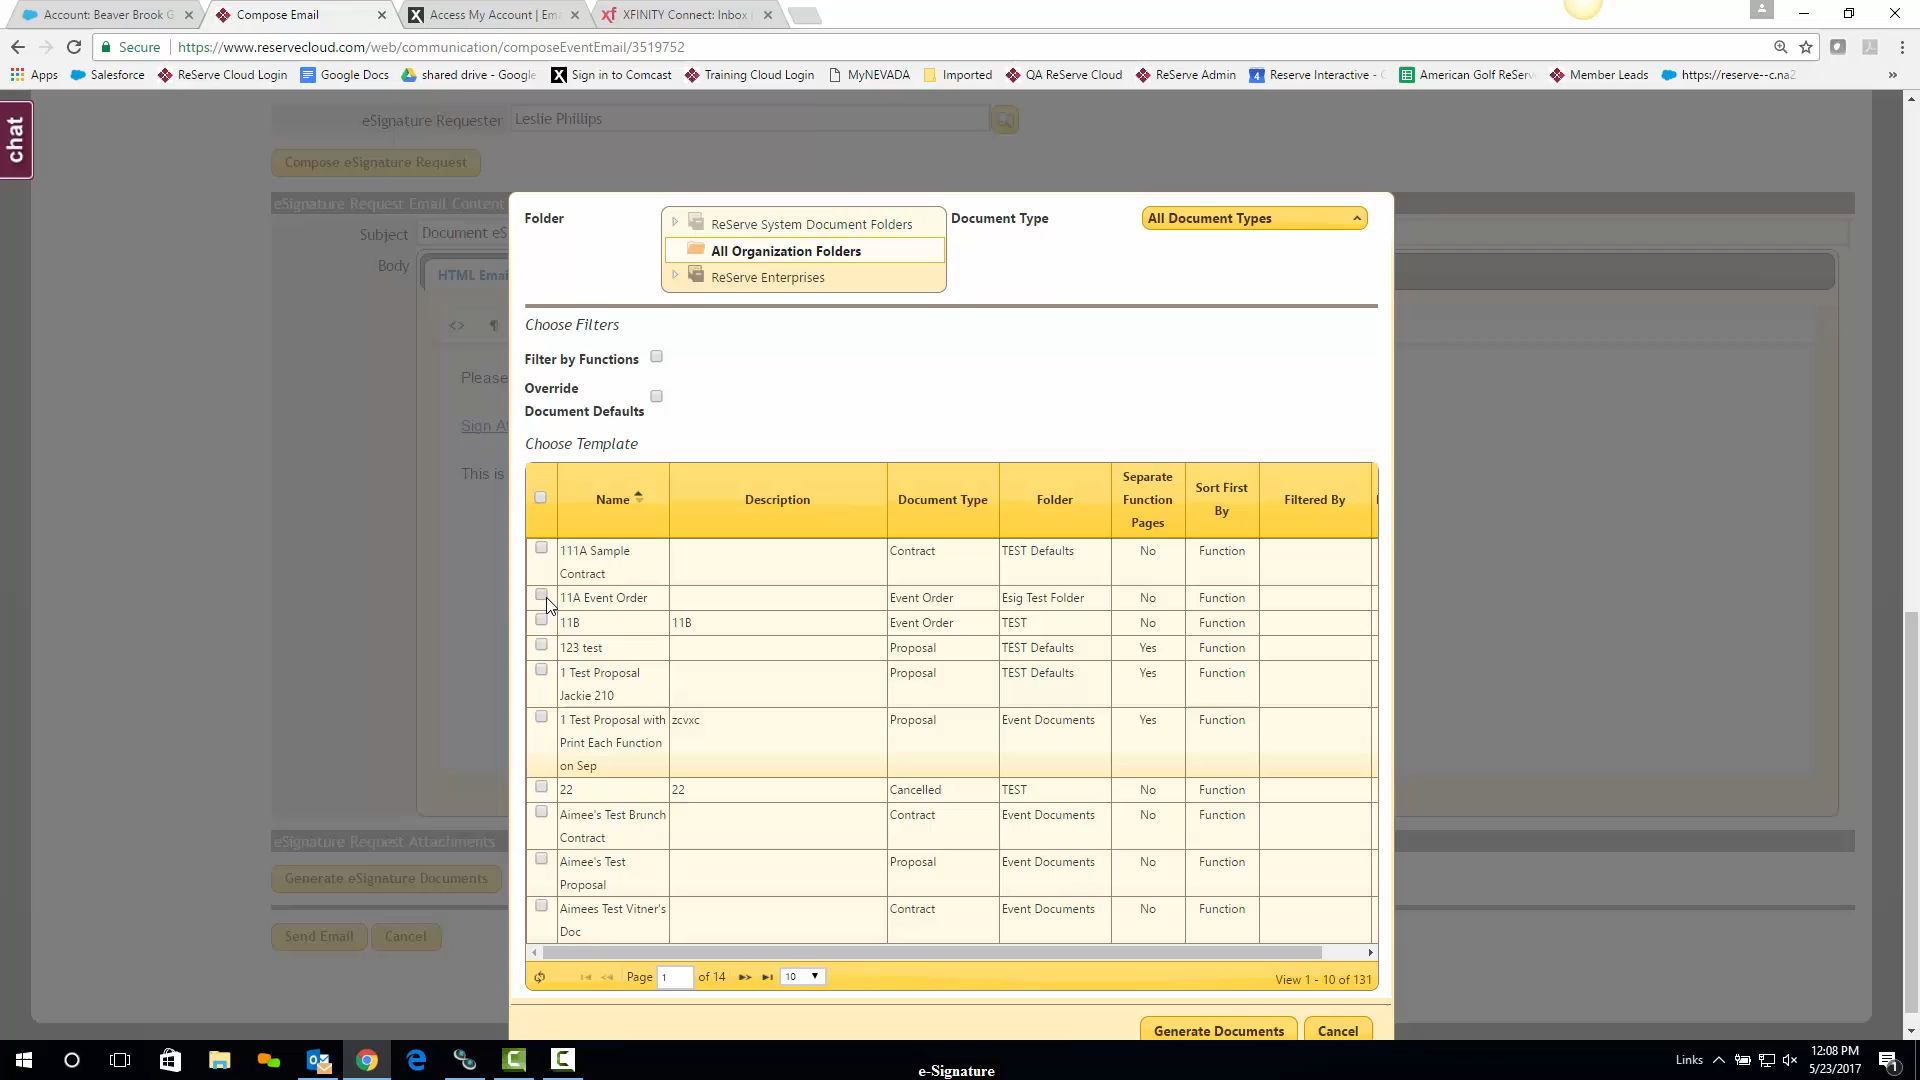 Account: Beaver Brook G
Compose Email
Access My Account | Ema
XFINITY Connect: Inbox
Secure
https://www.reservecloud.com/web/communication/composeEventEmail/3519752
Apps
Salesforce
ReServe Cloud Login
Google Docs
shared drive - Google
Sign in to Comcast
Training Cloud Login
MyNEVADA
Imported
QA ReServe Cloud
ReServe Admin
Reserve Interactive - C
American Golf ReServ
Member Leads
https://reserve--c.na2
»
chat
eSignature Requester
Leslie Phillips
Compose eSignature Request
eSignature Request Email Content
Subject
Document eS
Body
HTML Emai
Please
Sign At
This is
eSignature Request Attachments
Generate eSignature Documents
Send Email
Cancel
Folder
ReServe System Document Folders
All Organization Folders
ReServe Enterprises
Document Type
All Document Types
Choose Filters
Filter by Functions
Override
Document Defaults
Choose Template
Name
Description
Document Type
Folder
Separate
Function
Pages
Sort First
By
Filtered By
111A Sample
Contract
Contract
TEST Defaults
No
Function
11A Event Order
Event Order
Esig Test Folder
No
Function
11B
11B
Event Order
TEST
No
Function
123 test
Proposal
TEST Defaults
Yes
Function
1 Test Proposal
Jackie 210
Proposal
TEST Defaults
Yes
Function
1 Test Proposal with
Print Each Function
on Sep
zcvxc
Proposal
Event Documents
Yes
Function
22
22
Cancelled
TEST
No
Function
Aimee's Test Brunch
Contract
Contract
Event Documents
No
Function
Aimee's Test
Proposal
Proposal
Event Documents
No
Function
Aimees Test Vitner's
Doc
Contract
Event Documents
No
Function
Page 1 of 14
10
View 1 - 10 of 131
Generate Documents
Cancel
Links
12:08 PM
5/23/2017
1
e-Signature